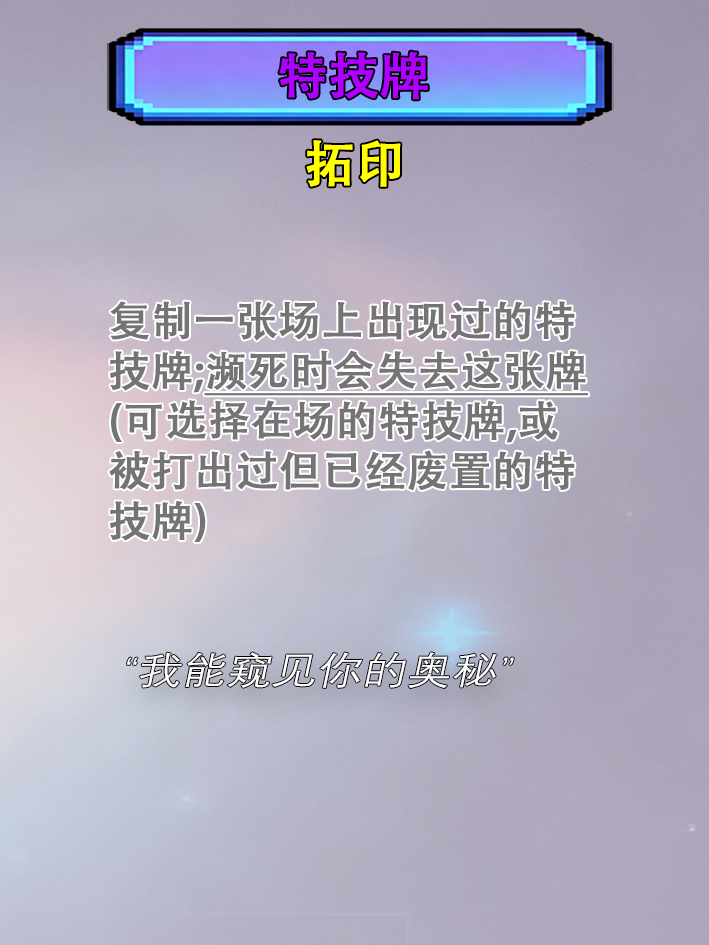 特技牌
拓印
复制一张场上出现过的特
技牌;濒死时会失去这张牌
(可选择在场的特技牌,或
被打出过但已经废置的特
技牌)
“我能窥见你的奥秘”